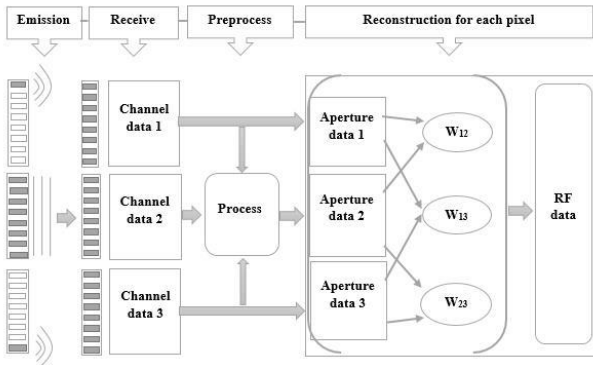 Emission
Receive
Preprocess
Reconstruction for each pixel
Channel
data 1
Aperture
data 1
W12
Channel
data 2
Process
Aperture
data 2
W13
RF
data
Channel
data 3
Aperture
data 3
W23